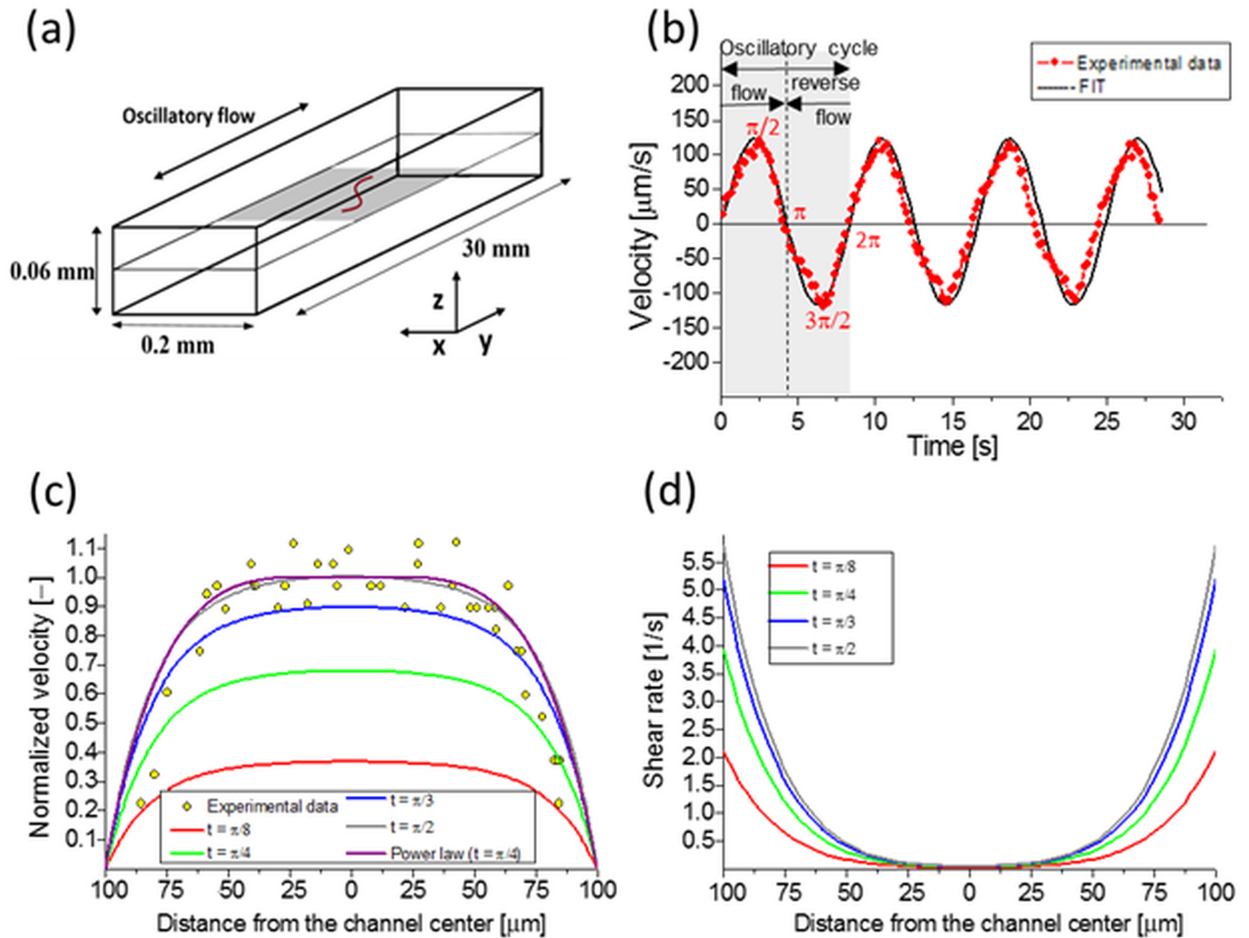 (a)
Oscillatory flow
0.06 mm
0.2 mm
30 mm
z
x
y
(b)
Oscillatory cycle
flow
reverse
flow
Experimental data
FIT
π/2
π
2π
3π/2
200
150
100
50
0
-50
-100
-150
-200
Velocity [μm/s]
0 5 10 15 20 25 30
Time [s]
(c)
1.1
1.0
0.9
0.8
0.7
0.6
0.5
0.4
0.3
0.2
0.1
Normalized velocity [–]
Experimental data
t = π/8
t = π/4
t = π/3
t = π/2
Power law (t = π/4)
100 75 50 25 0 25 50 75 100
Distance from the channel center [μm]
(d)
5.5
5.0
4.5
4.0
3.5
3.0
2.5
2.0
1.5
1.0
0.5
Shear rate [1/s]
t = π/8
t = π/4
t = π/3
t = π/2
100 75 50 25 0 25 50 75 100
Distance from the channel center [μm]